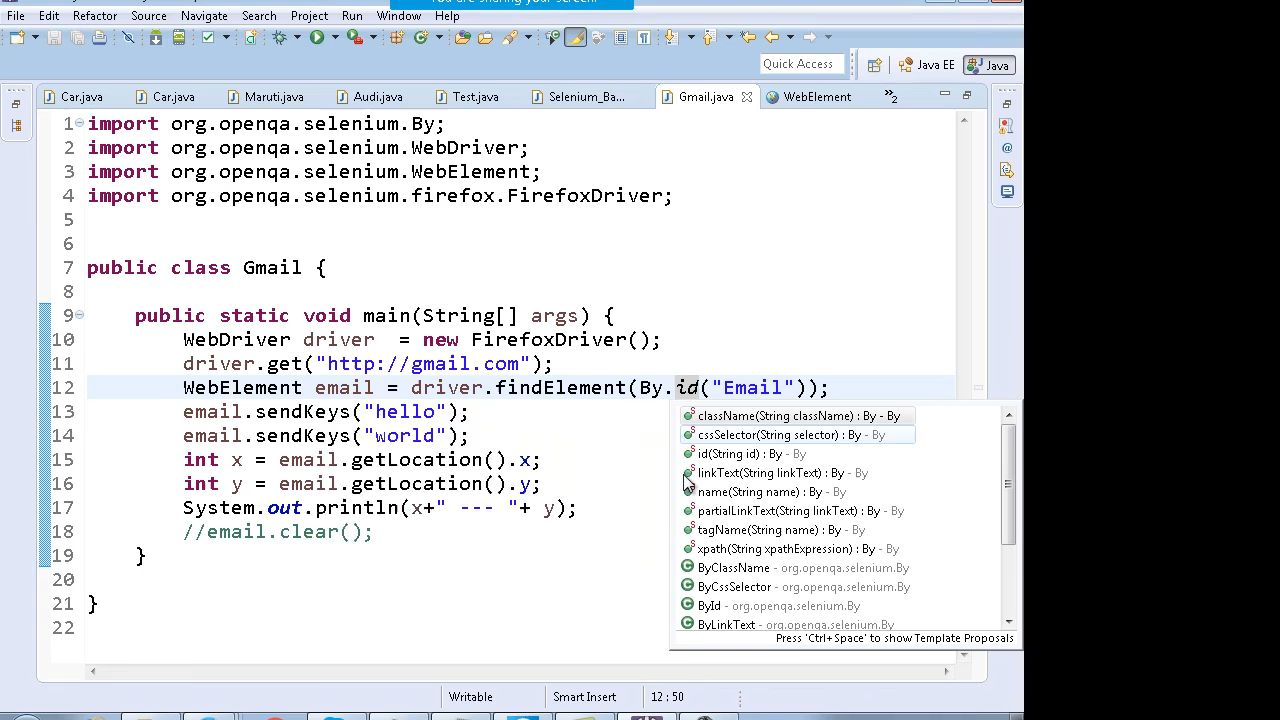 You are sharing your screen.
File Edit Refactor Source Navigate Search Project Run Window Help
Quick Access Java EE Java
Car.java Car.java Maruti.java Audi.java Test.java Selenium_Ba... Gmail.java WebElement »2
1 import org.openqa.selenium.By;
2 import org.openqa.selenium.WebDriver;
3 import org.openqa.selenium.WebElement;
4 import org.openqa.selenium.firefox.FirefoxDriver;
5
6
7 public class Gmail {
8
9 public static void main(String[] args) {
10 WebDriver driver = new FirefoxDriver();
11 driver.get("http://gmail.com");
12 WebElement email = driver.findElement(By.id("Email"));
13 email.sendKeys("hello");
14 email.sendKeys("world");
15 int x = email.getLocation().x;
16 int y = email.getLocation().y;
17 System.out.println(x+" --- "+ y);
18 //email.clear();
19 }
20
21 }
22
className(String className) : By - By
cssSelector(String selector) : By - By
id(String id) : By - By
linkText(String linkText) : By - By
name(String name) : By - By
partialLinkText(String linkText) : By - By
tagName(String name) : By - By
xpath(String xpathExpression) : By - By
ByClassName - org.openqa.selenium.By
ByCssSelector - org.openqa.selenium.By
ById - org.openqa.selenium.By
ByLinkText - org.openqa.selenium.By
Press 'Ctrl+Space' to show Template Proposals
Writable Smart Insert 12 : 50